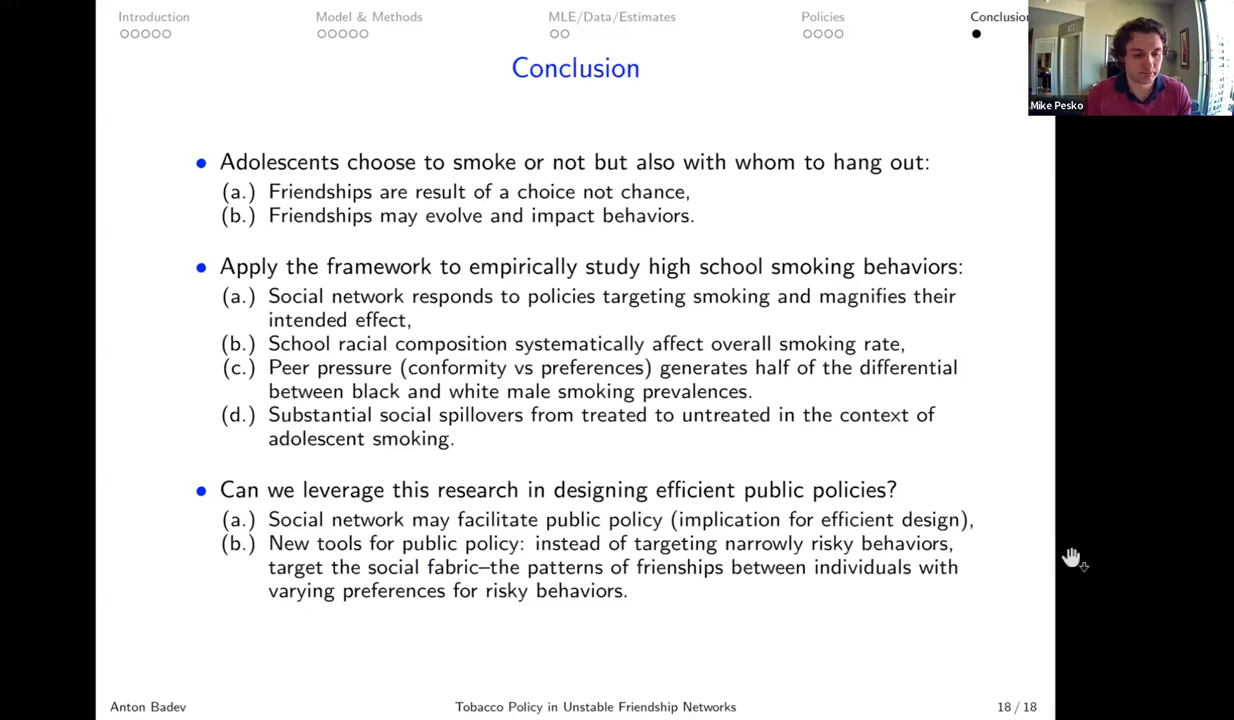 Introduction
Model & Methods
MLE/Data/Estimates
Policies
Conclusion
Conclusion
Mike Pesko
• Adolescents choose to smoke or not but also with whom to hang out:
(a.) Friendships are result of a choice not chance,
(b.) Friendships may evolve and impact behaviors.
• Apply the framework to empirically study high school smoking behaviors:
(a.) Social network responds to policies targeting smoking and magnifies their
intended effect,
(b.) School racial composition systematically affect overall smoking rate,
(c.) Peer pressure (conformity vs preferences) generates half of the differential
between black and white male smoking prevalences.
(d.) Substantial social spillovers from treated to untreated in the context of
adolescent smoking.
• Can we leverage this research in designing efficient public policies?
(a.) Social network may facilitate public policy (implication for efficient design),
(b.) New tools for public policy: instead of targeting narrowly risky behaviors,
target the social fabric–the patterns of frienships between individuals with
varying preferences for risky behaviors.
Anton Badev
Tobacco Policy in Unstable Friendship Networks
18 / 18